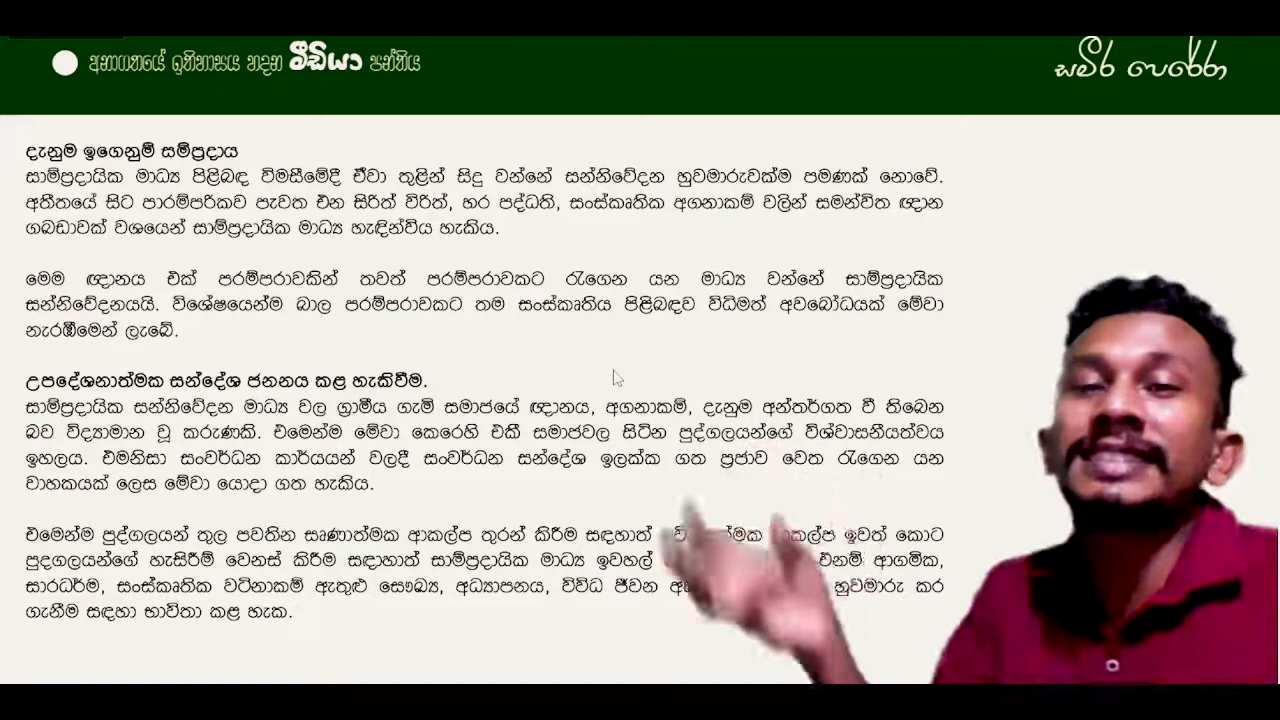 අනාගතයේ ඉතිහාසය හදන මීඩියා පන්තිය
සමීර පෙරේරා
දැනුම ඉගෙනුම් සම්ප්‍රදාය
සාම්ප්‍රදායික මාධ්‍ය පිළිබඳ විමසීමේදී ඒවා තුළින් සිදු වන්නේ සන්නිවේදන හුවමාරුවක්ම පමණක් නොවේ.
අතීතයේ සිට පාරම්පරිකව පැවත එන සිරිත් විරිත්, හර පද්ධති, සංස්කෘතික අගනාකම් වලින් සමන්විත ඥාන
ගබඩාවක් වශයෙන් සාම්ප්‍රදායික මාධ්‍ය හැඳින්විය හැකිය.
මෙම ඥානය එක් පරම්පරාවකින් තවත් පරම්පරාවකට රැගෙන යන මාධ්‍ය වන්නේ සාම්ප්‍රදායික
සන්නිවේදනයයි. විශේෂයෙන්ම බාල පරම්පරාවකට තම සංස්කෘතිය පිළිබඳව විධිමත් අවබෝධයක් මේවා
නැරඹීමෙන් ලැබේ.
උපදේශනාත්මක සන්දේශ ජනනය කළ හැකිවීම.
සාම්ප්‍රදායික සන්නිවේදන මාධ්‍ය වල ග්‍රාමීය ගැමි සමාජයේ ඥානය, අගනාකම්, දැනුම අන්තර්ගත වී තිබෙන
බව විද්‍යාමාන වූ කරුණකි. එමෙන්ම මේවා කෙරෙහි එකී සමාජවල සිටින පුද්ගලයන්ගේ විශ්වාසනීයත්වය
ඉහලය. එමනිසා සංවර්ධන කාර්යයන් වලදී සංවර්ධන සන්දේශ ඉලක්ක ගත ප්‍රජාව වෙත රැගෙන යන
වාහකයක් ලෙස මේවා යොදා ගත හැකිය.
එමෙන්ම පුද්ගලයන් තුල පවතින සෘණාත්මක ආකල්ප තුරන් කිරීම සඳහාත් ආකල්ප ඉවත් කොට
පුදගලයන්ගේ හැසිරීම් වෙනස් කිරීම සඳාහාත් සාම්ප්‍රදායික මාධ්‍ය ඉවහල් එනම් ආගමික,
සාරධර්ම, සංස්කෘතික වටිනාකම් ඇතුළු සෞඛ්‍ය, අධ්‍යාපනය, විවිධ ජීවන හුවමාරු කර
ගැනීම සඳහා භාවිතා කළ හැක.